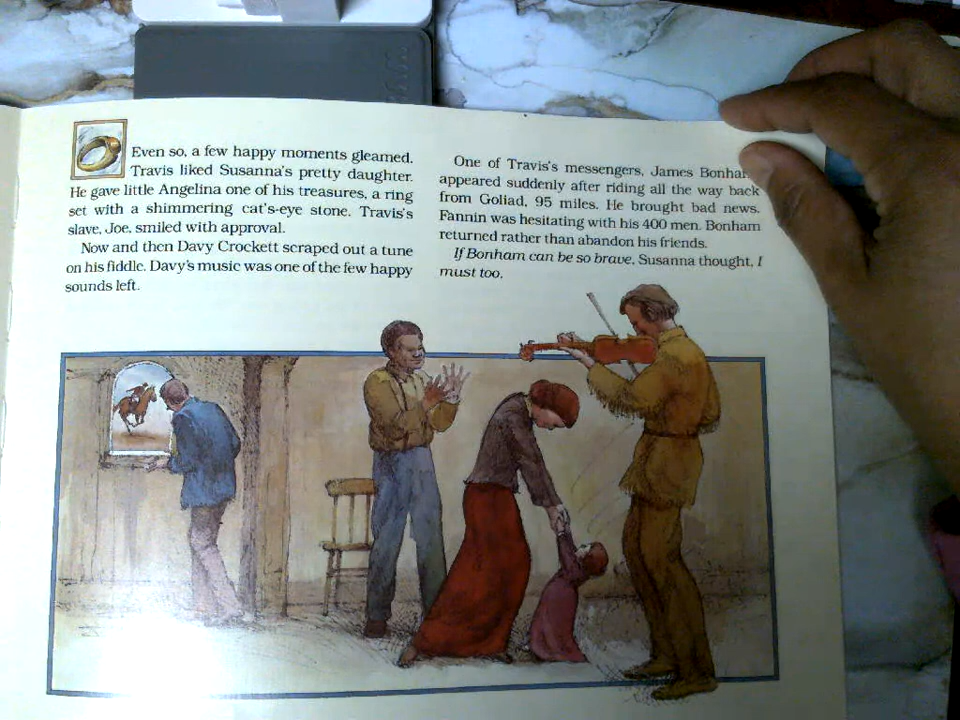 Even so, a few happy moments gleamed.
Travis liked Susanna's pretty daughter.
He gave little Angelina one of his treasures, a ring
set with a shimmering cat's-eye stone. Travis's
slave, Joe, smiled with approval.
Now and then Davy Crockett scraped out a tune
on his fiddle. Davy's music was one of the few happy
sounds left.
One of Travis's messengers, James Bonham,
appeared suddenly after riding all the way back
from Goliad, 95 miles. He brought bad news.
Fannin was hesitating with his 400 men. Bonham
returned rather than abandon his friends.
If Bonham can be so brave, Susanna thought, I
must too.